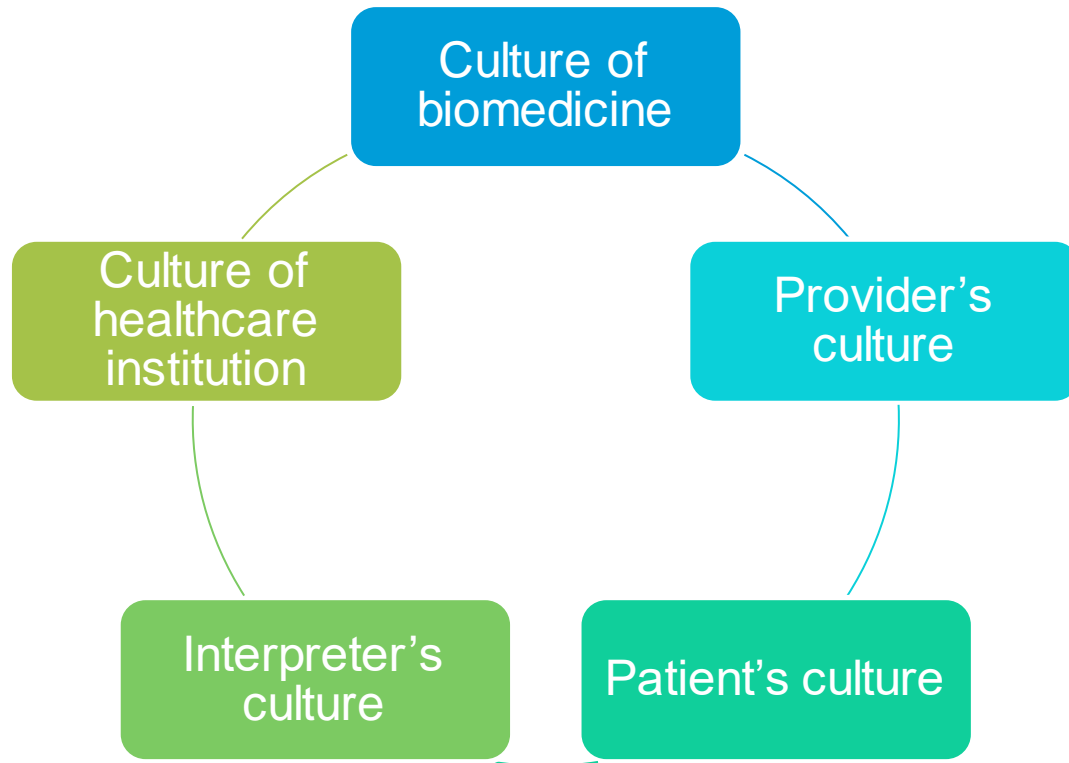 Culture of
biomedicine
Provider’s
culture
Patient’s culture
Interpreter’s
culture
Culture of
healthcare
institution